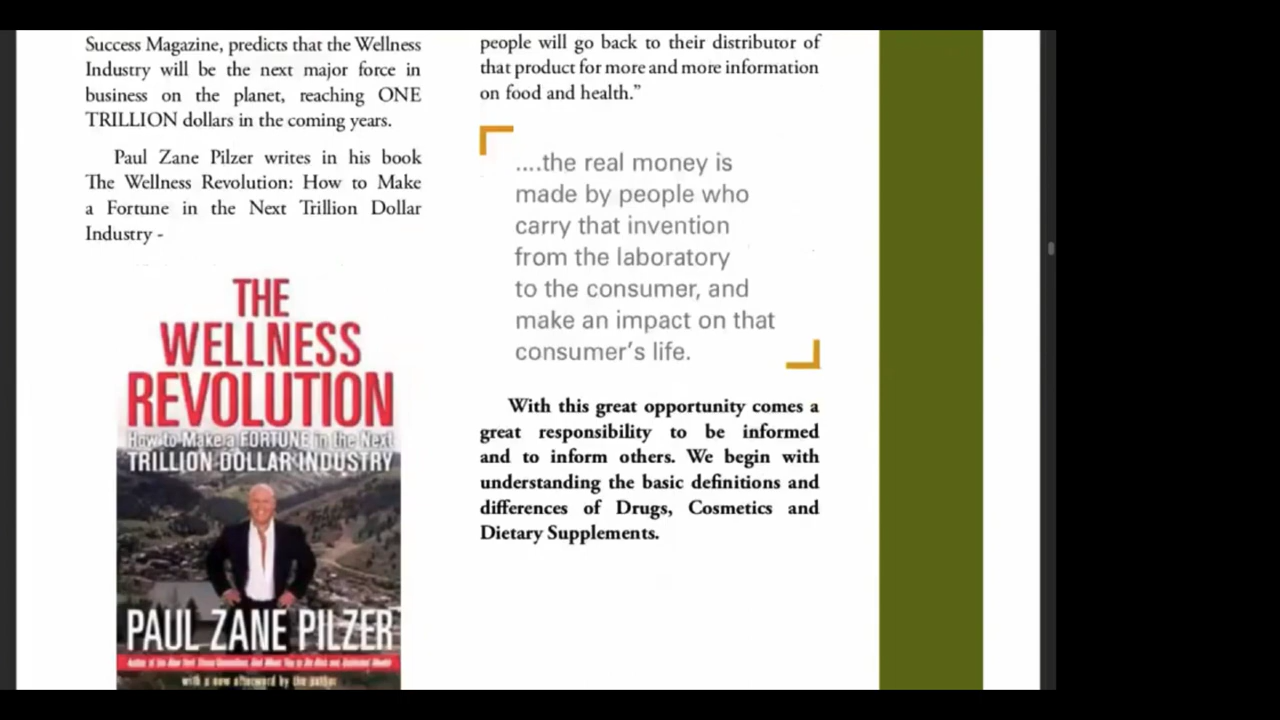 Success Magazine, predicts that the Wellness
Industry will be the next major force in
business on the planet, reaching ONE
TRILLION dollars in the coming years.
Paul Zane Pilzer writes in his book
The Wellness Revolution: How to Make
a Fortune in the Next Trillion Dollar
Industry -
THE
WELLNESS
REVOLUTION
How to Make a FORTUNE in the Next
TRILLION DOLLAR INDUSTRY
PAUL ZANE PILZER
with a new afterword by the author
people will go back to their distributor of
that product for more and more information
on food and health.”
....the real money is
made by people who
carry that invention
from the laboratory
to the consumer, and
make an impact on that
consumer’s life.
With this great opportunity comes a
great responsibility to be informed
and to inform others. We begin with
understanding the basic definitions and
differences of Drugs, Cosmetics and
Dietary Supplements.